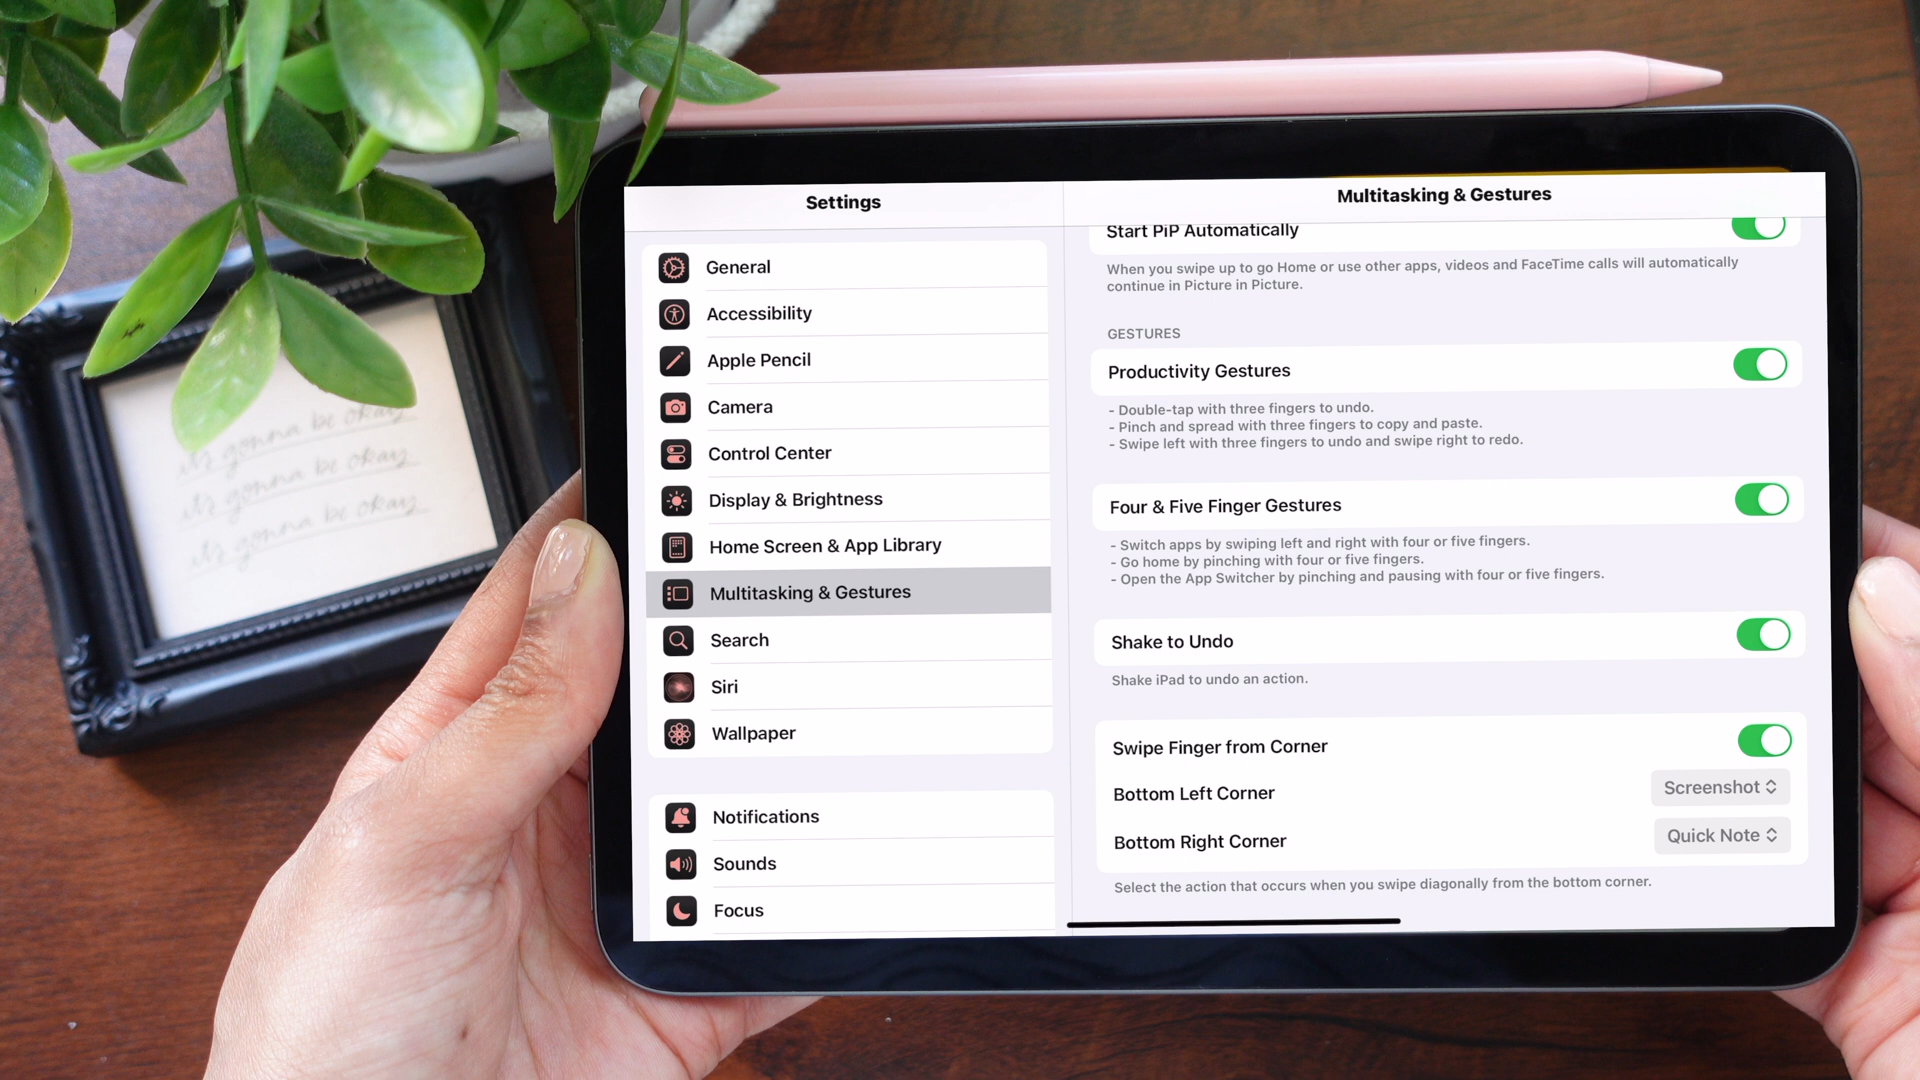 it's gonna be okay
it's gonna be okay
it's gonna be okay
Settings
General
Accessibility
Apple Pencil
Camera
Control Center
Display & Brightness
Home Screen & App Library
Multitasking & Gestures
Search
Siri
Wallpaper
Notifications
Sounds
Focus
Multitasking & Gestures
Start PiP Automatically
When you swipe up to go Home or use other apps, videos and FaceTime calls will automatically
continue in Picture in Picture.
GESTURES
Productivity Gestures
- Double-tap with three fingers to undo.
- Pinch and spread with three fingers to copy and paste.
- Swipe left with three fingers to undo and swipe right to redo.
Four & Five Finger Gestures
- Switch apps by swiping left and right with four or five fingers.
- Go home by pinching with four or five fingers.
- Open the App Switcher by pinching and pausing with four or five fingers.
Shake to Undo
Shake iPad to undo an action.
Swipe Finger from Corner
Bottom Left Corner Screenshot
Bottom Right Corner Quick Note
Select the action that occurs when you swipe diagonally from the bottom corner.